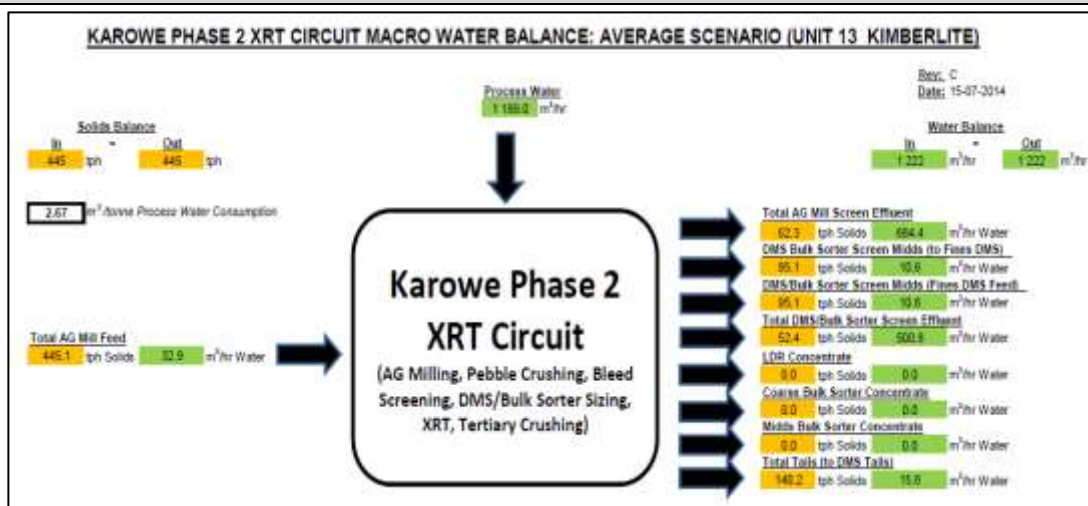 KAROWE PHASE 2 XRT CIRCUIT MACRO WATER BALANCE: AVERAGE SCENARIO (UNIT 13 KIMBERLITE)
Rev: C
Date: 15-07-2014
Process Water
1 189.0 m³/hr
Solids Balance
In = Out
445 tph 445 tph
Water Balance
In = Out
1 222 m³/hr 1 222 m³/hr
2.67 m³/tonne Process Water Consumption
Total AG Mill Feed
445.1 tph Solids 32.9 m³/hr Water
Karowe Phase 2
XRT Circuit
(AG Milling, Pebble Crushing, Bleed
Screening, DMS/Bulk Sorter Sizing,
XRT, Tertiary Crushing)
Total AG Mill Screen Effluent
62.3 tph Solids 684.4 m³/hr Water
DMS Bulk Sorter Screen Midds (to Fines DMS)
95.1 tph Solids 10.6 m³/hr Water
DMS/Bulk Sorter Screen Midds (Fines DMS Feed)
95.1 tph Solids 10.6 m³/hr Water
Total DMS/Bulk Sorter Screen Effluent
52.4 tph Solids 500.9 m³/hr Water
LDR Concentrate
0.0 tph Solids 0.0 m³/hr Water
Coarse Bulk Sorter Concentrate
0.0 tph Solids 0.0 m³/hr Water
Midds Bulk Sorter Concentrate
0.0 tph Solids 0.0 m³/hr Water
Total Tails (to DMS Tails)
140.2 tph Solids 15.6 m³/hr Water